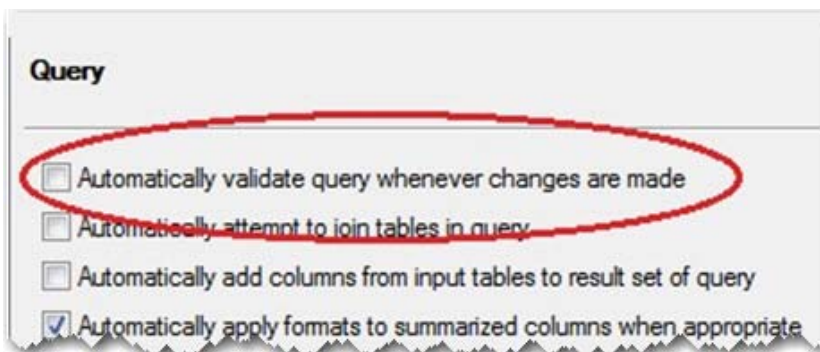 Query
Automatically validate query whenever changes are made
Automatically attempt to join tables in query
Automatically add columns from input tables to result set of query
Automatically apply formats to summarized columns when appropriate